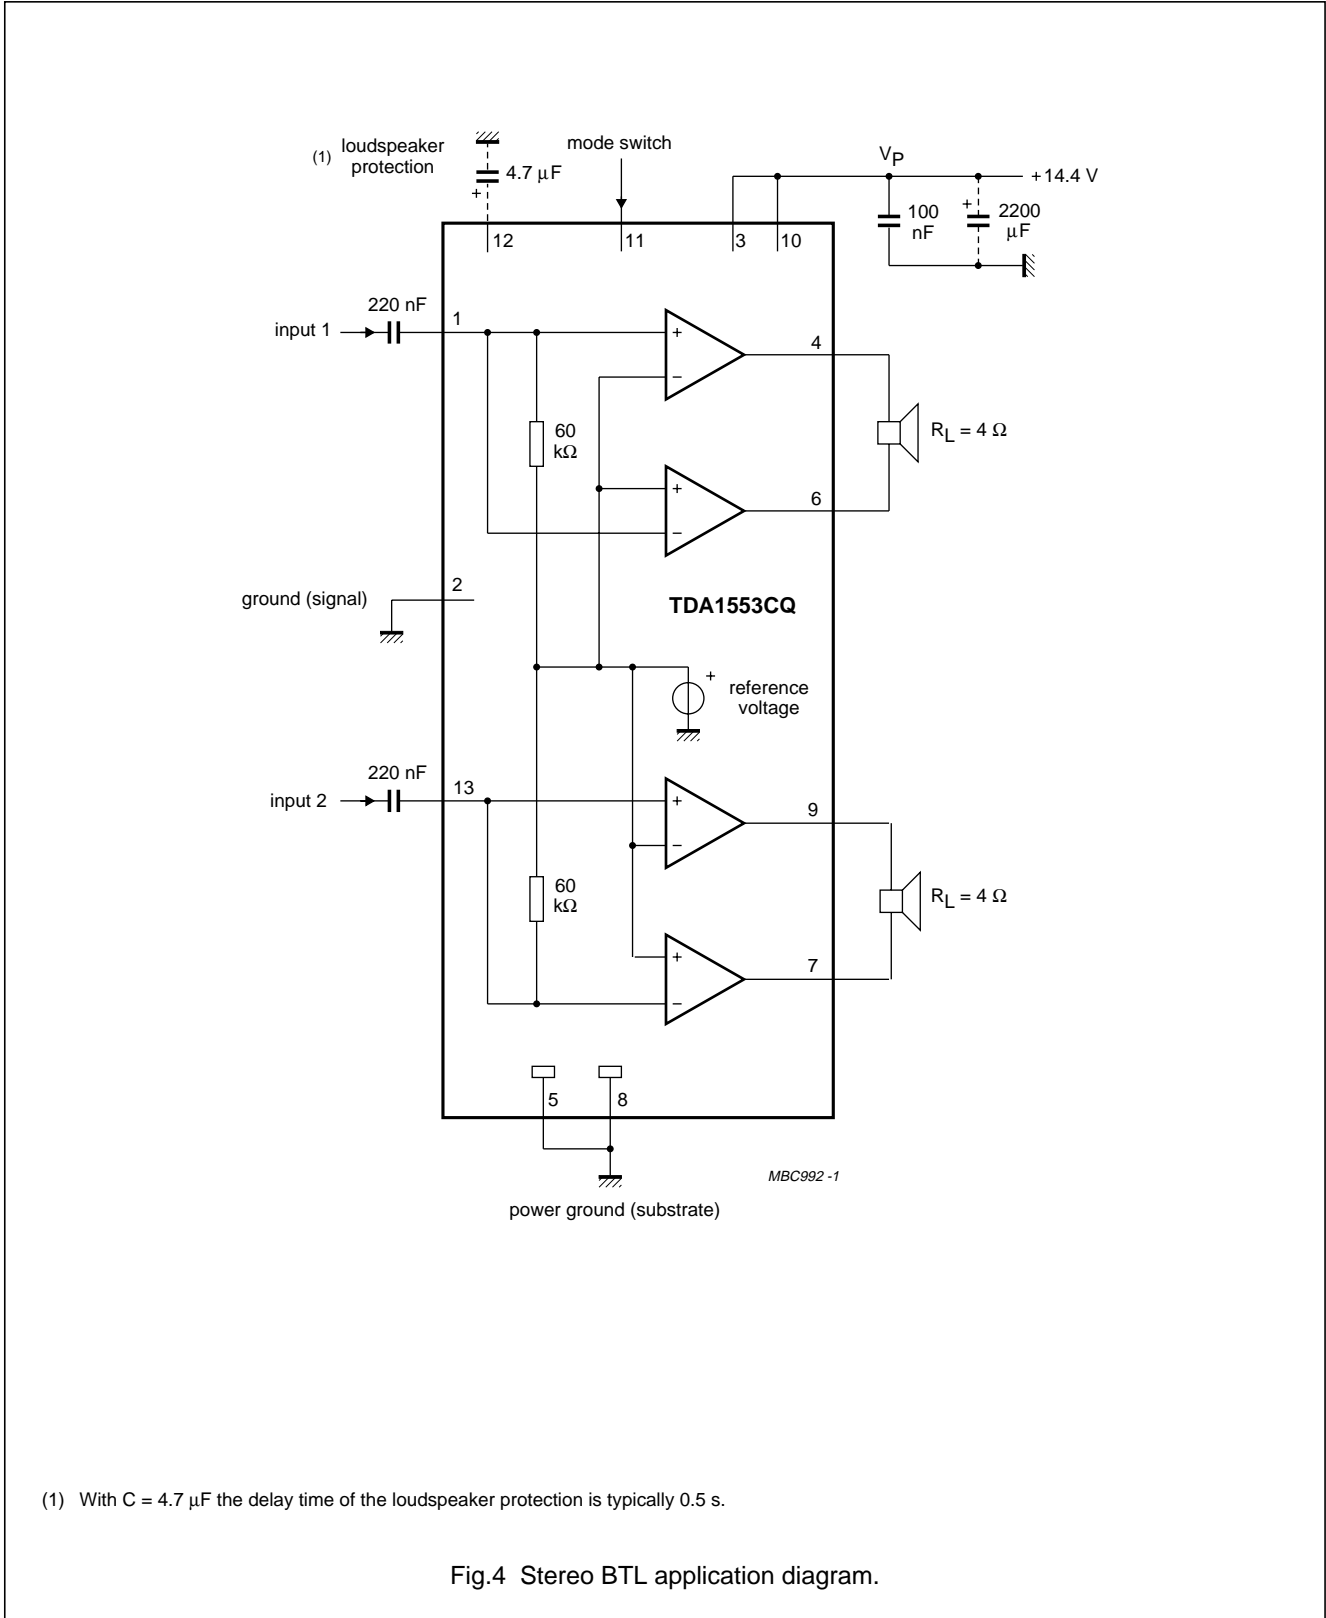 (1) loudspeaker
protection
4.7 μF
+
mode switch
VP
+14.4 V
100
nF
+
2200
μF
12
11
3
10
220 nF
input 1
1
+
−
4
60
kΩ
RL = 4 Ω
+
−
6
2
ground (signal)
TDA1553CQ
+
reference
voltage
220 nF
input 2
13
+
−
9
60
kΩ
RL = 4 Ω
+
−
7
5
8
MBC992 -1
power ground (substrate)
(1) With C = 4.7 μF the delay time of the loudspeaker protection is typically 0.5 s.
Fig.4 Stereo BTL application diagram.